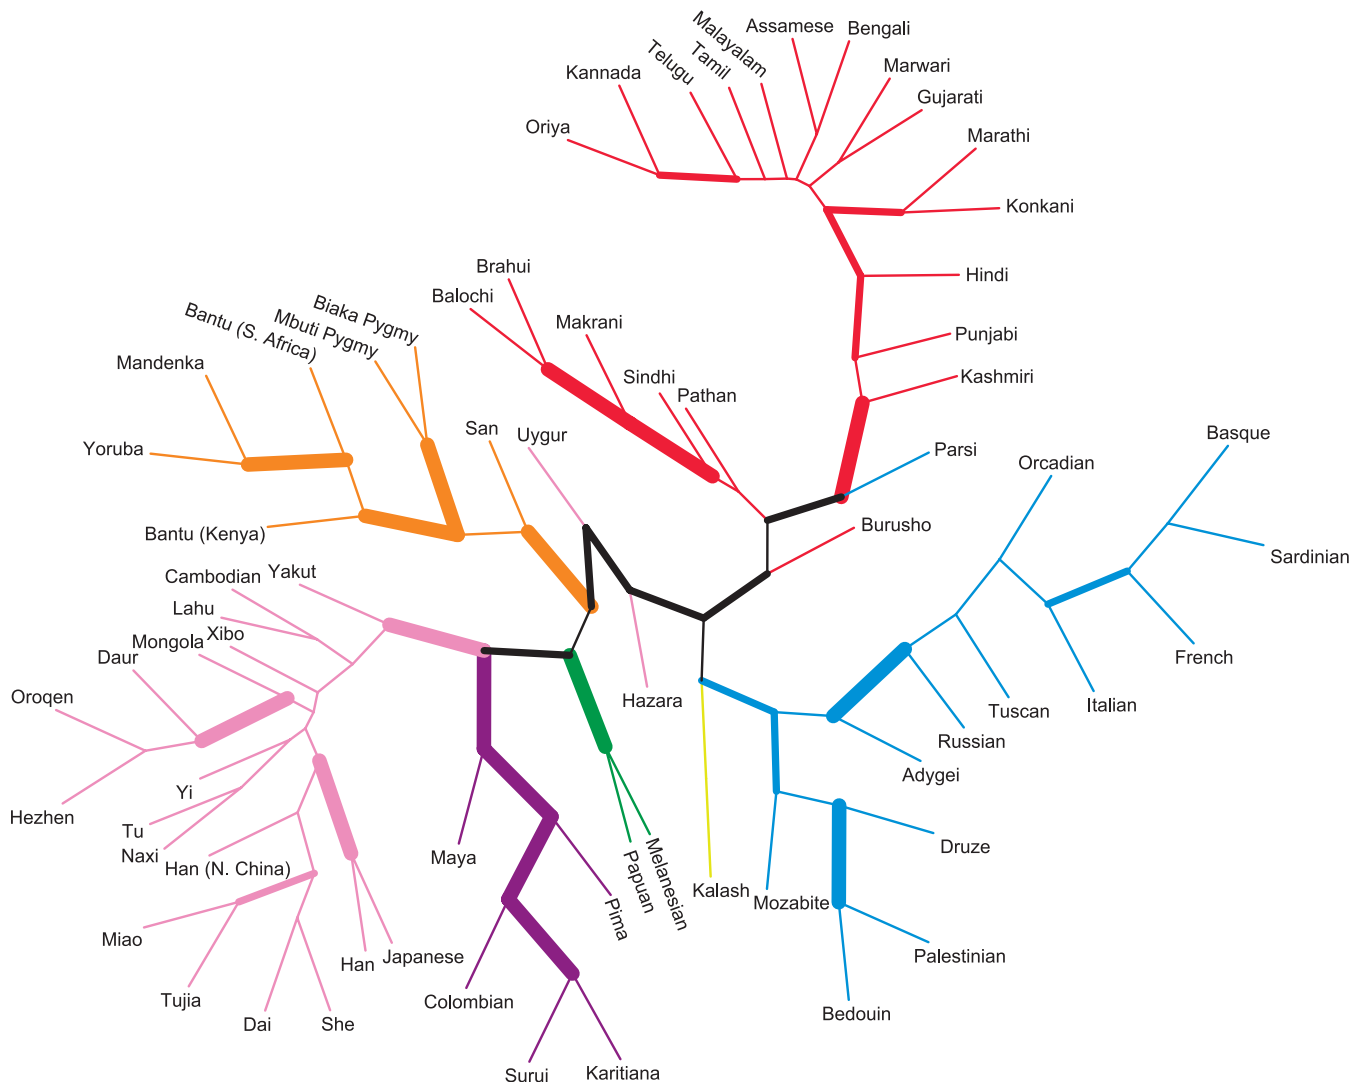 Assamese
Bengali
Malayalam
Tamil
Telugu
Kannada
Marwari
Gujarati
Oriya
Marathi
Konkani
Brahui
Hindi
Balochi
Biaka Pygmy
Mbuti Pygmy
Bantu (S. Africa)
Makrani
Punjabi
Mandenka
Sindhi
Kashmiri
Pathan
San
Uygur
Yoruba
Parsi
Orcadian
Basque
Bantu (Kenya)
Burusho
Sardinian
Cambodian
Yakut
Lahu
Xibo
Mongola
Daur
French
Oroqen
Hazara
Italian
Tuscan
Russian
Adygei
Yi
Hezhen
Tu
Naxi
Han (N. China)
Maya
Melanesian
Papuan
Druze
Kalash
Mozabite
Pima
Miao
Han
Japanese
Palestinian
Tujia
Colombian
Bedouin
Dai
She
Surui
Karitiana